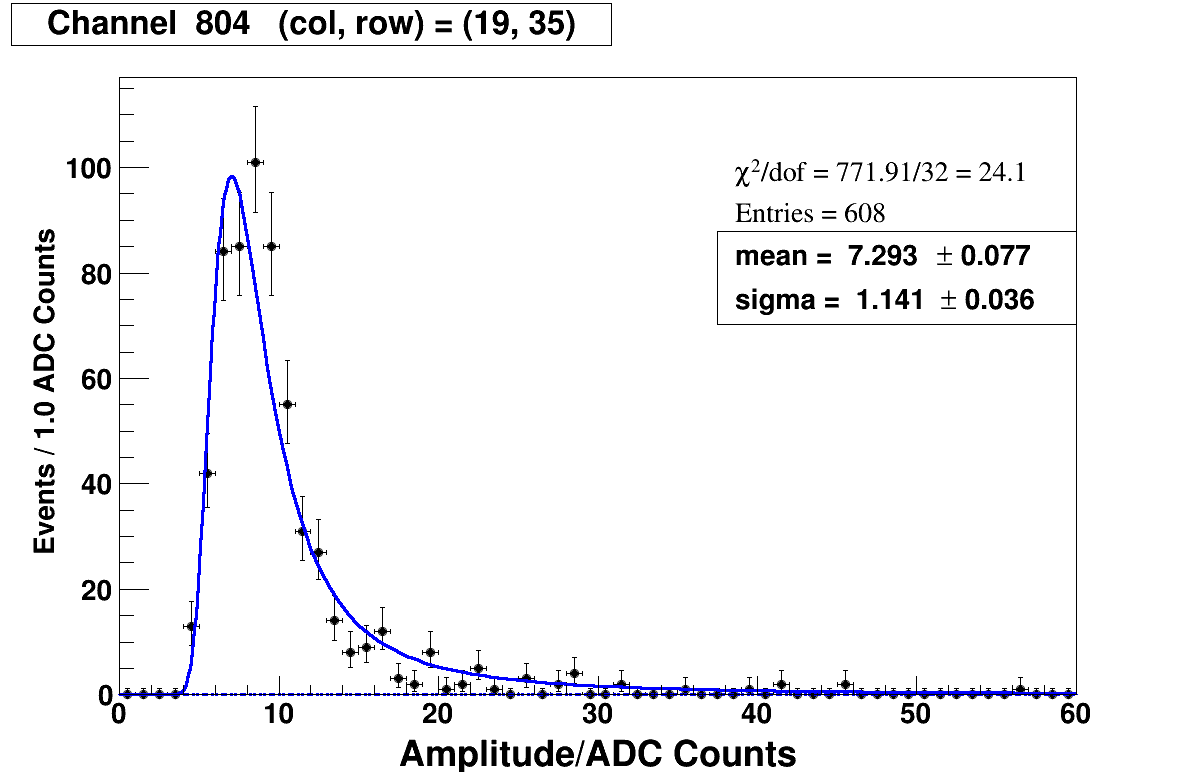 Channel 804 (col, row) = (19, 35)
χ²/dof = 771.91/32 = 24.1
Entries = 608
mean = 7.293 ± 0.077
sigma = 1.141 ± 0.036
Events / 1.0 ADC Counts
100
80
60
40
20
0
0 10 20 30 40 50 60
Amplitude/ADC Counts